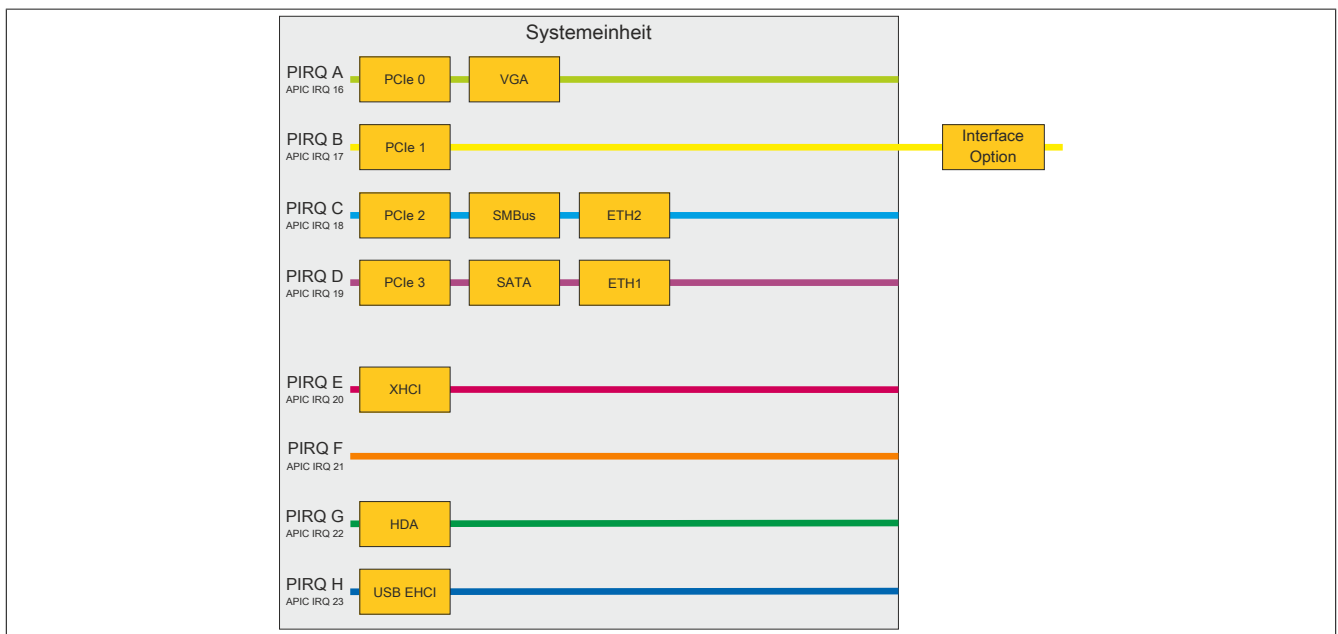 Systemeinheit
PIRQ A
APIC IRQ 16
PCIe 0
VGA
PIRQ B
APIC IRQ 17
PCIe 1
Interface
Option
PIRQ C
APIC IRQ 18
PCIe 2
SMBus
ETH2
PIRQ D
APIC IRQ 19
PCIe 3
SATA
ETH1
PIRQ E
APIC IRQ 20
XHCI
PIRQ F
APIC IRQ 21
PIRQ G
APIC IRQ 22
HDA
PIRQ H
APIC IRQ 23
USB EHCI